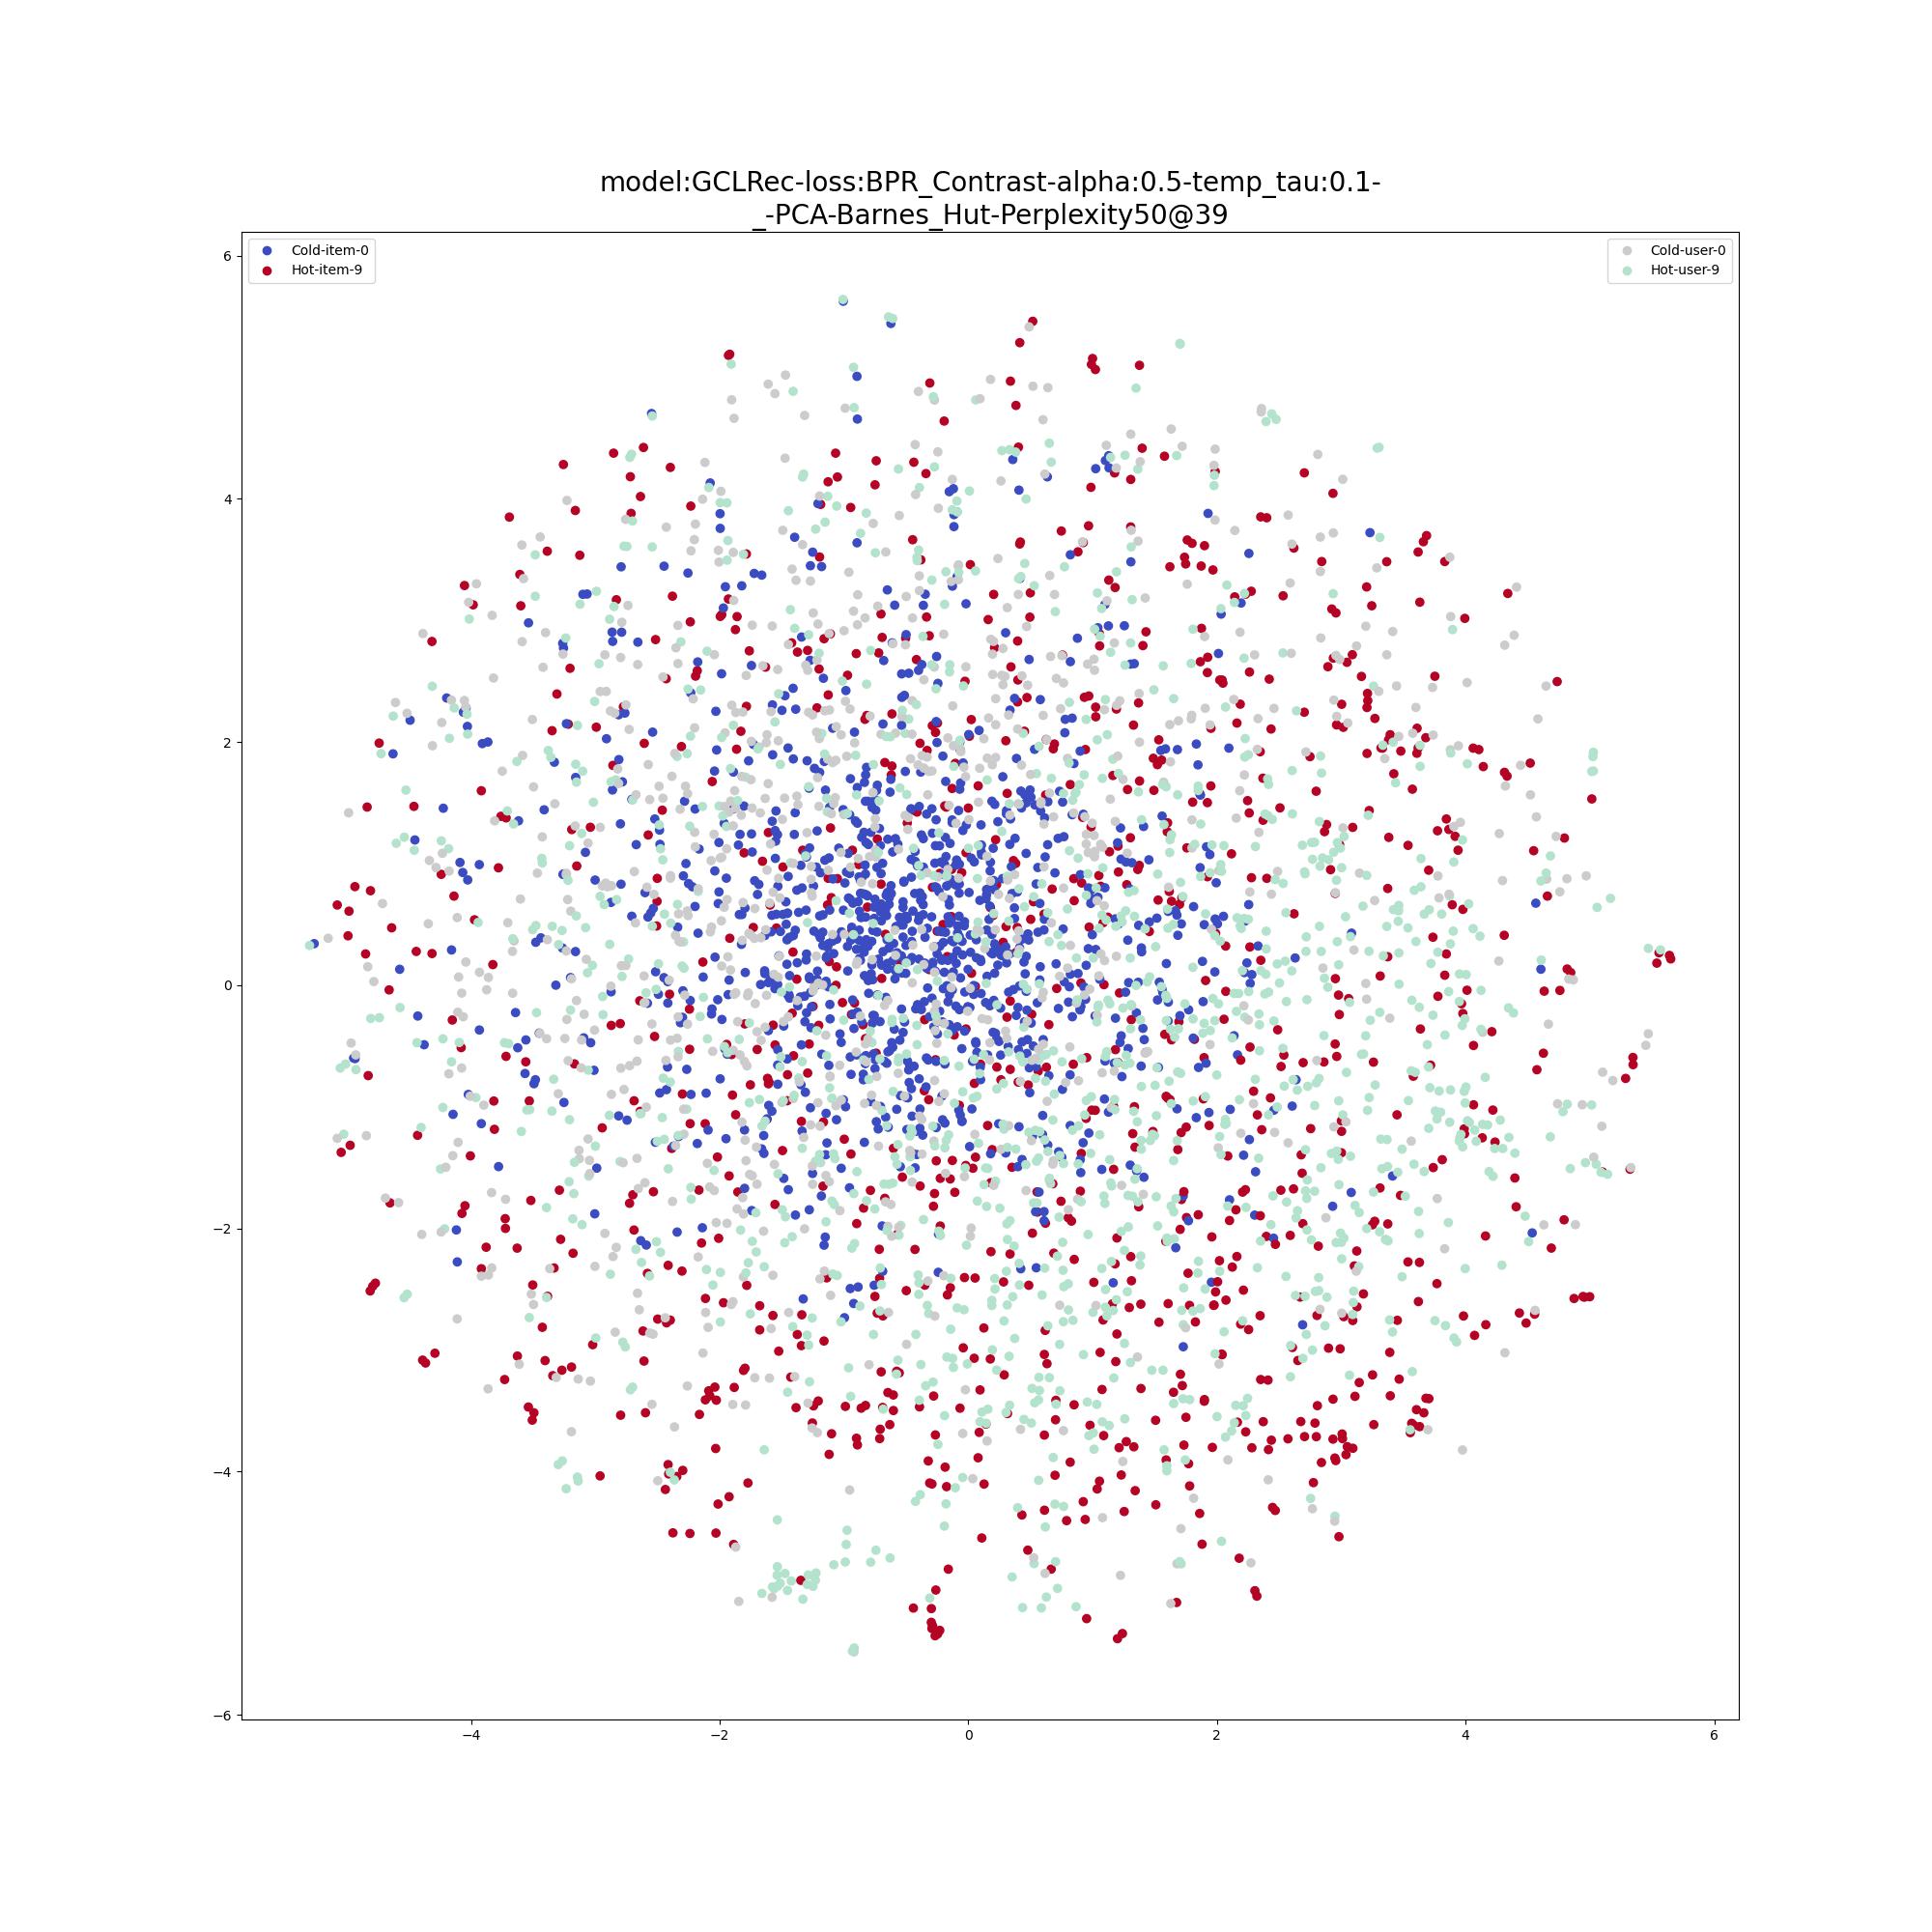 model:GCLRec-loss:BPR_Contrast-alpha:0.5-temp_tau:0.1-
_-PCA-Barnes_Hut-Perplexity50@39
Cold-item-0
Hot-item-9
Cold-user-0
Hot-user-9
6
4
2
0
−2
−4
−6
−4
−2
0
2
4
6